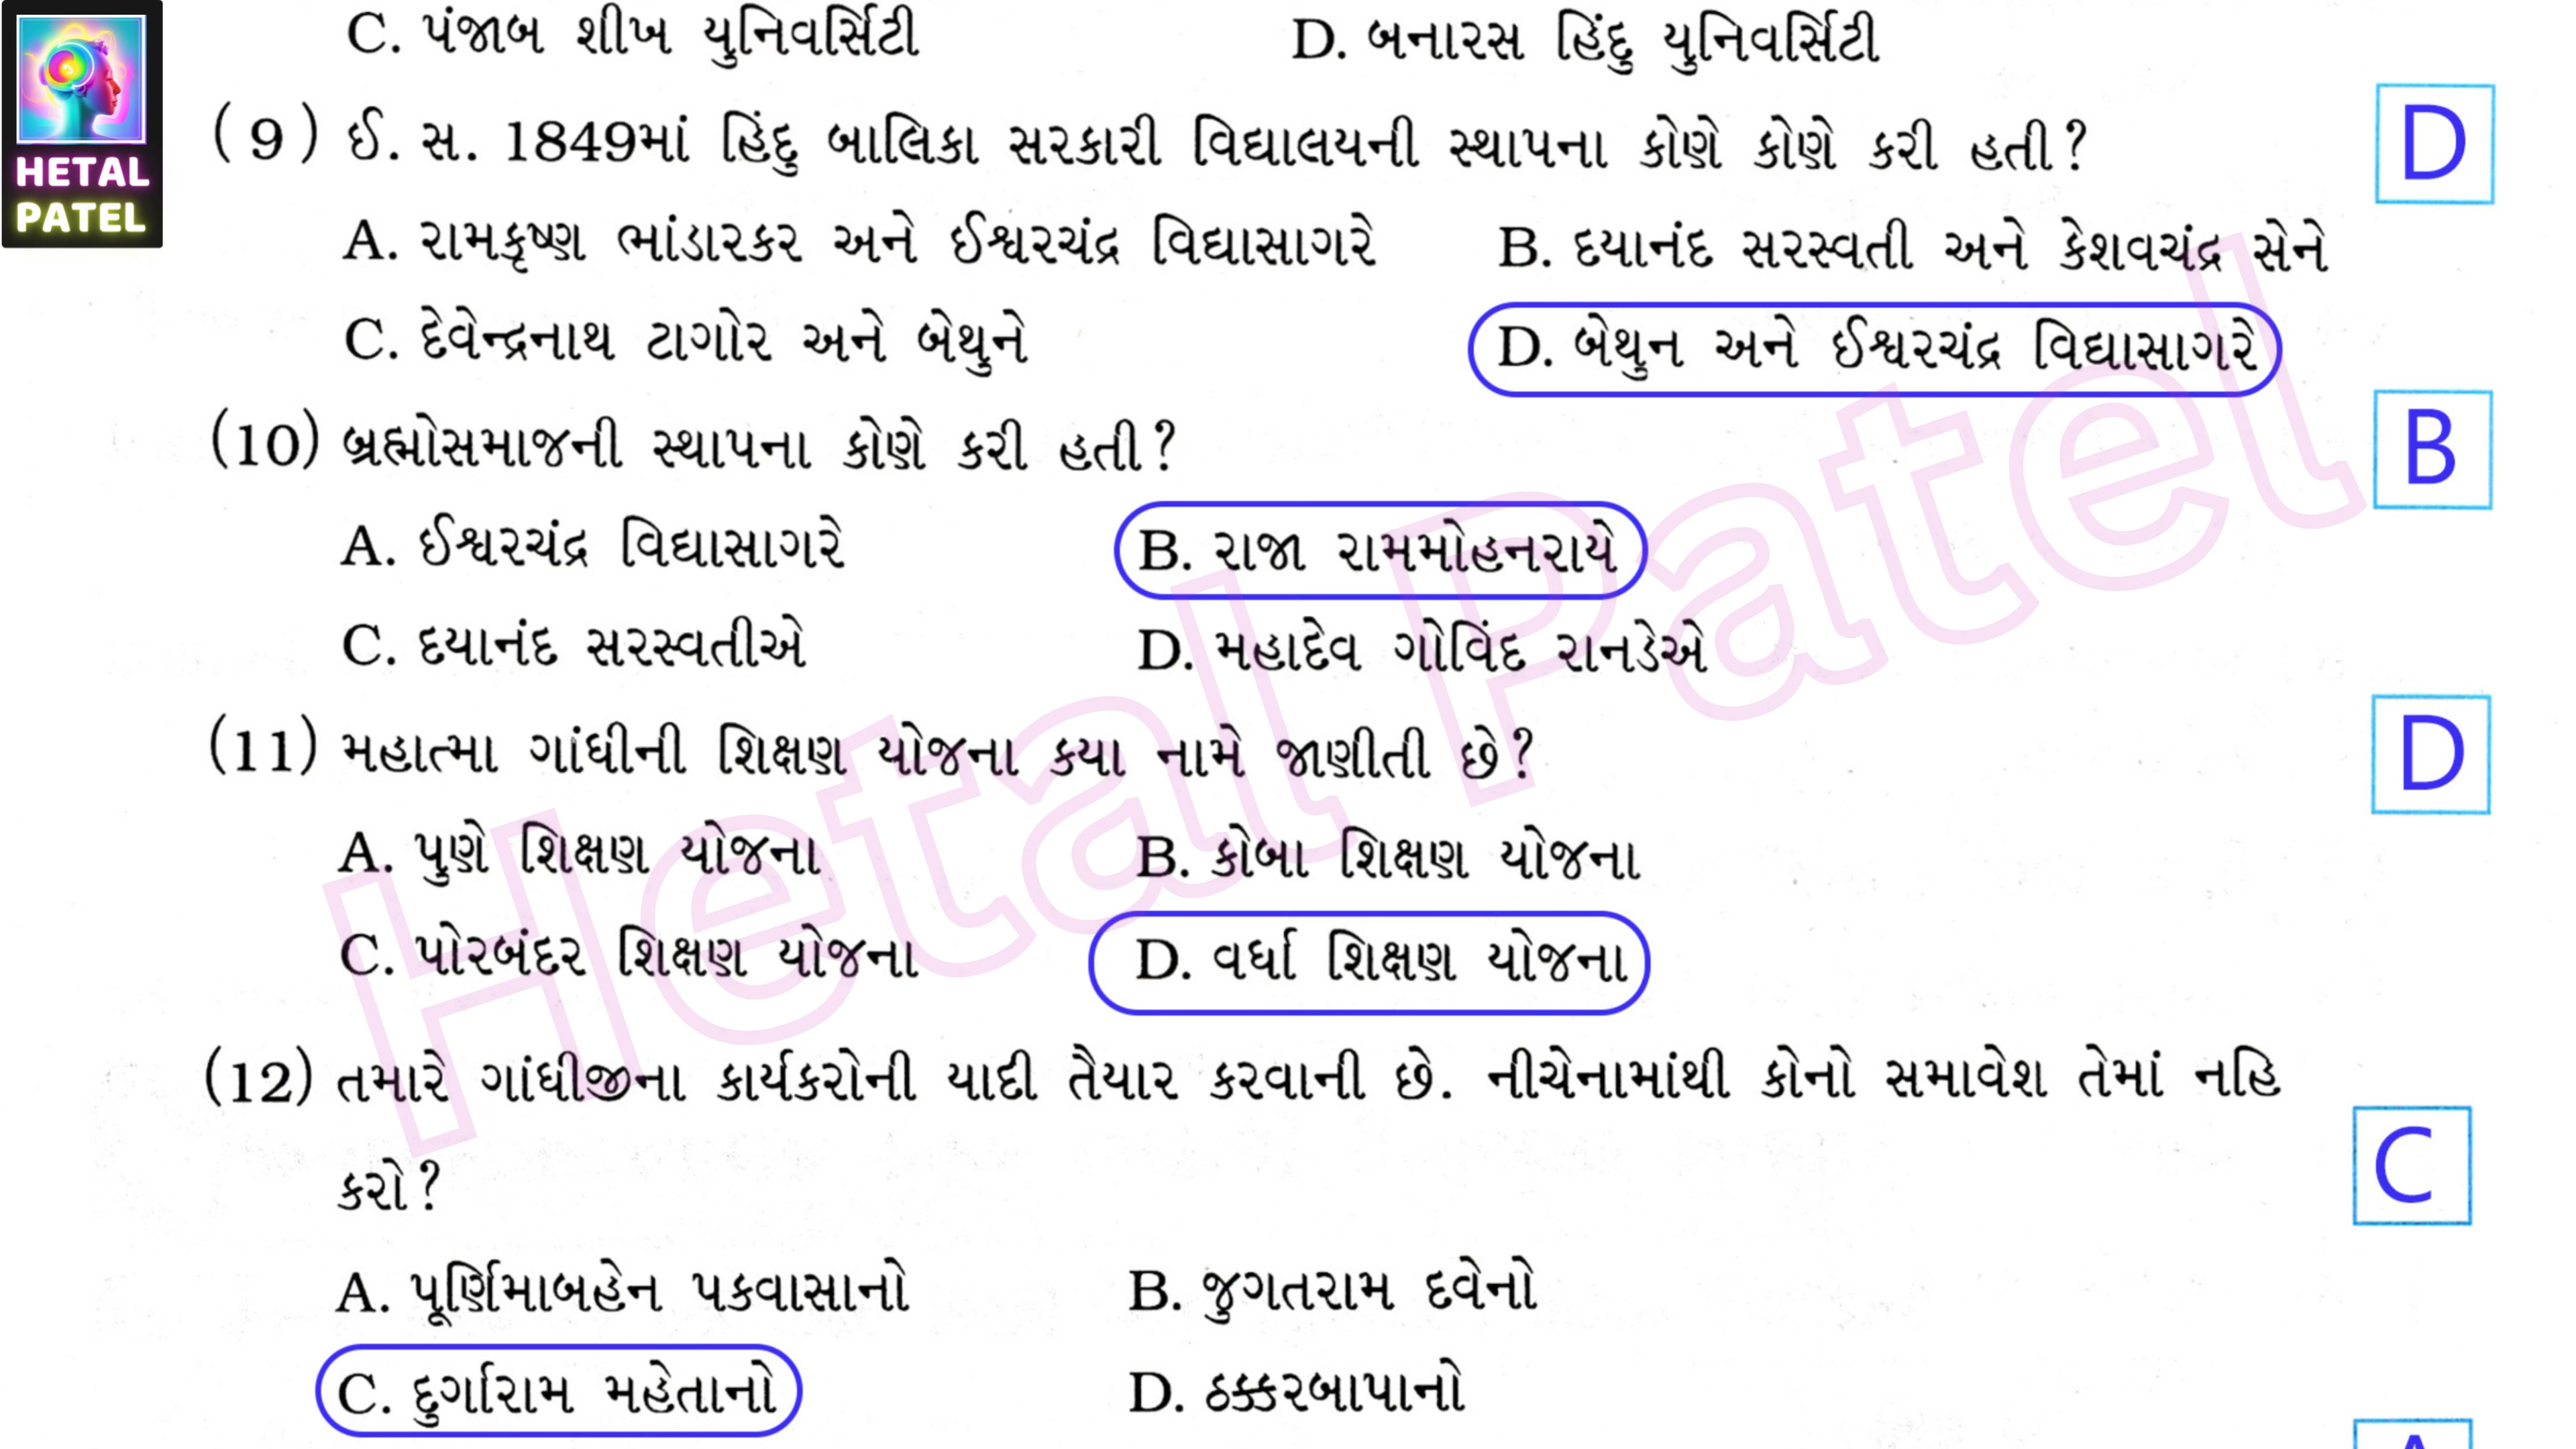 C. પંજાબ શીખ યુનિવર્સિટી D. બનારસ હિંદુ યુનિવર્સિટી
HETAL
PATEL
(9) ઈ. સ. 1849માં હિંદુ બાલિકા સરકારી વિદ્યાલયની સ્થાપના કોણે કોણે કરી હતી? D
A. રામકૃષ્ણ ભાંડારકર અને ઈશ્વરચંદ્ર વિદ્યાસાગરે B. દયાનંદ સરસ્વતી અને કેશવચંદ્ર સેને
C. દેવેન્દ્રનાથ ટાગોર અને બેથુને D. બેથુન અને ઈશ્વરચંદ્ર વિદ્યાસાગરે
(10) બ્રહ્મોસમાજની સ્થાપના કોણે કરી હતી? B
A. ઈશ્વરચંદ્ર વિદ્યાસાગરે B. રાજા રામમોહનરાયે
C. દયાનંદ સરસ્વતીએ D. મહાદેવ ગોવિંદ રાનડેએ
(11) મહાત્મા ગાંધીની શિક્ષણ યોજના કયા નામે જાણીતી છે? D
A. પુણે શિક્ષણ યોજના B. કોબા શિક્ષણ યોજના
C. પોરબંદર શિક્ષણ યોજના D. વર્ધા શિક્ષણ યોજના
(12) તમારે ગાંધીજીના કાર્યકરોની યાદી તૈયાર કરવાની છે. નીચેનામાંથી કોનો સમાવેશ તેમાં નહિ
કરો? C
A. પૂર્ણિમાબહેન પકવાસાનો B. જુગતરામ દવેનો
C. દુર્ગારામ મહેતાનો D. ઠક્કરબાપાનો
Hetal Patel